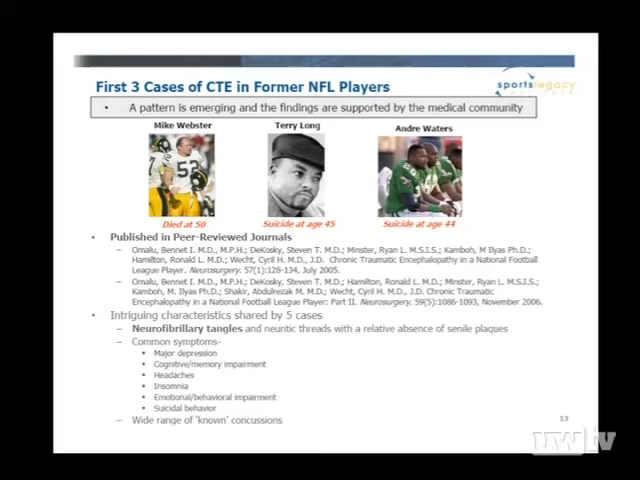 First 3 Cases of CTE in Former NFL Players
sportslegacy
• A pattern is emerging and the findings are supported by the medical community
Mike Webster
Terry Long
Andre Waters
52
Died at 50
Suicide at age 45
Suicide at age 44
• Published in Peer-Reviewed Journals
– Omalu, Bennet I. M.D., M.P.H.; DeKosky, Steven T. M.D.; Minster, Ryan L. M.S.I.S.; Kamboh, M Ilyas Ph.D.;
Hamilton, Ronald L. M.D.; Wecht, Cyril H. M.D., J.D. Chronic Traumatic Encephalopathy in a National Football
League Player. Neurosurgery. 57(1):128-134, July 2005.
– Omalu, Bennet I. M.D., M.P.H.; DeKosky, Steven T. M.D.; Hamilton, Ronald L. M.D.; Minster, Ryan L. M.S.I.S.;
Kamboh, M. Ilyas Ph.D.; Shakir, Abdulrezak M. M.D.; Wecht, Cyril H. M.D., J.D. Chronic Traumatic
Encephalopathy in a National Football League Player: Part II. Neurosurgery. 59(5):1086-1093, November 2006.
• Intriguing characteristics shared by 5 cases
– Neurofibrillary tangles and neuritic threads with a relative absence of senile plaques
– Common symptoms-
▪ Major depression
▪ Cognitive/memory impairment
▪ Headaches
▪ Insomnia
▪ Emotional/behavioral impairment
▪ Suicidal behavior
– Wide range of 'known' concussions
13
uwtv